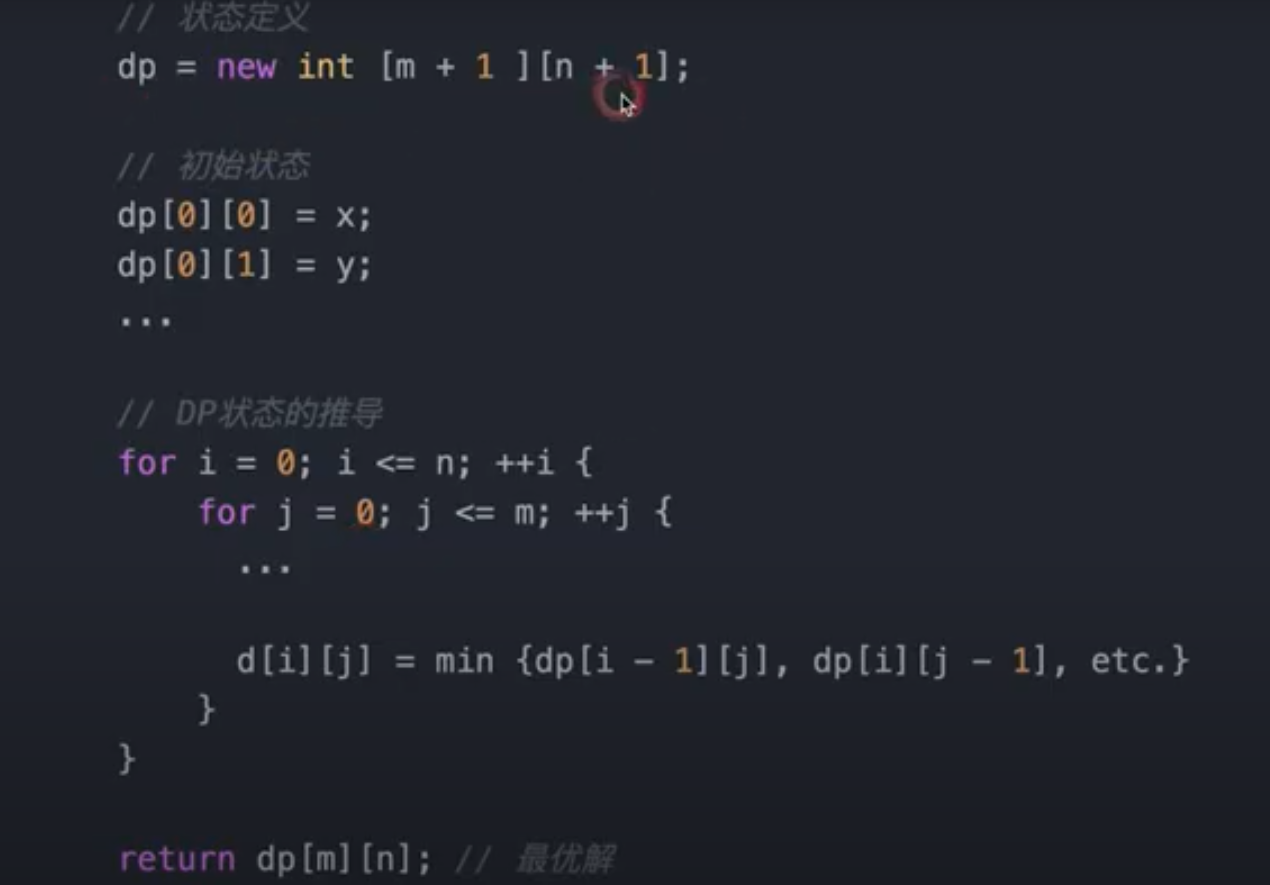 // 状态定义
dp = new int [m + 1 ][n + 1];
// 初始状态
dp[0][0] = x;
dp[0][1] = y;
...
// DP状态的推导
for i = 0; i <= n; ++i {
for j = 0; j <= m; ++j {
...
d[i][j] = min {dp[i - 1][j], dp[i][j - 1], etc.}
}
}
return dp[m][n]; // 最优解